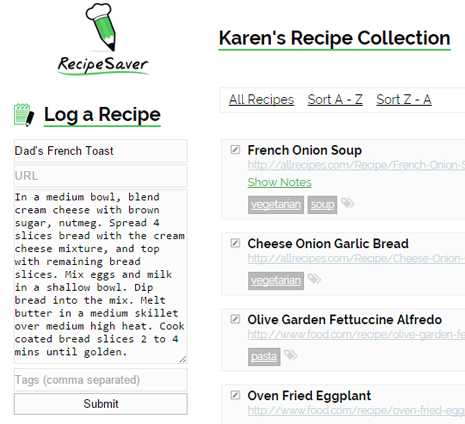 RecipeSaver
Log a Recipe
Dad's French Toast
URL
In a medium bowl, blend
cream cheese with brown
sugar, nutmeg. Spread 4
slices bread with the cream
cheese mixture, and top
with remaining bread
slices. Mix eggs and milk
in a shallow bowl. Dip
bread into the mix. Melt
butter in a medium skillet
over medium high heat. Cook
coated bread slices 2 to 4
mins until golden.
Tags (comma separated)
Submit
Karen's Recipe Collection
All Recipes Sort A - Z Sort Z - A
French Onion Soup
http://allrecipes.com/Recipe/French-Onion-S
Show Notes
vegetarian soup
Cheese Onion Garlic Bread
http://allrecipes.com/Recipe/Cheese-Onion-
vegetarian
Olive Garden Fettuccine Alfredo
http://www.food.com/recipe/olive-garden-fe
pasta
Oven Fried Eggplant
http://www.food.com/recipe/oven-fried-egg